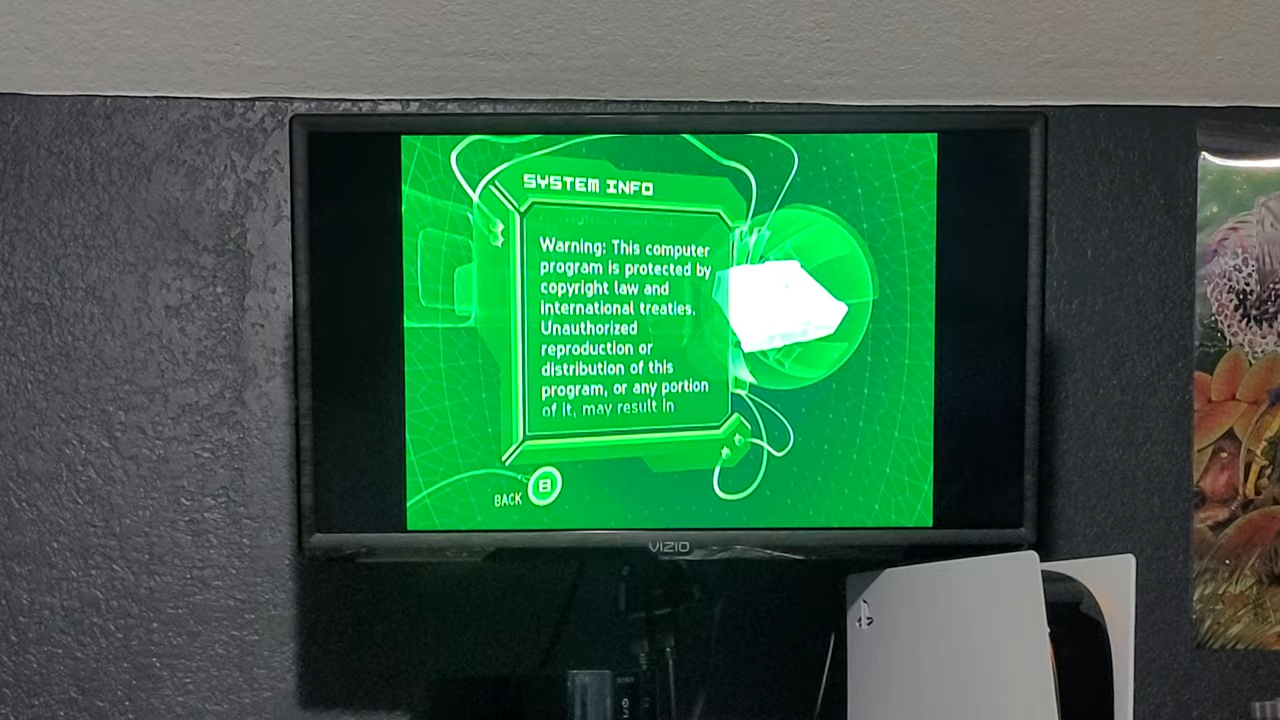 SYSTEM INFO
Warning: This computer
program is protected by
copyright law and
international treaties.
Unauthorized
reproduction or
distribution of this
program, or any portion
of it, may result in
BACK B
VIZIO